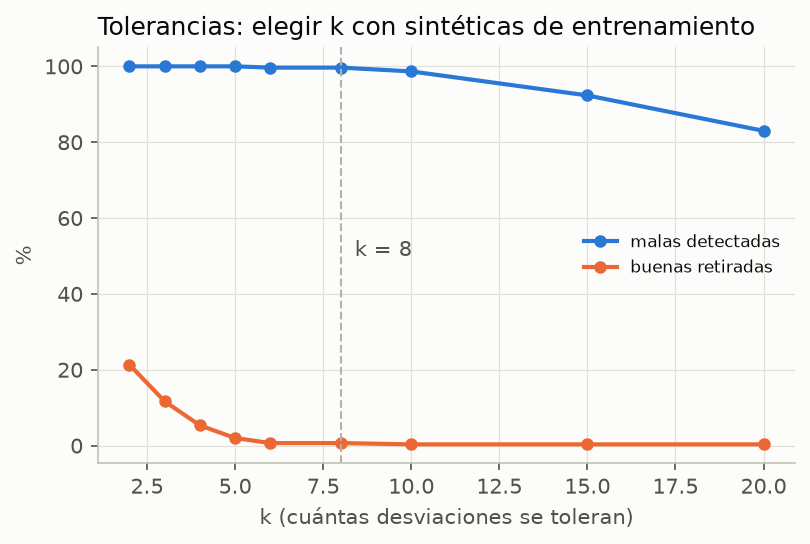 Tolerancias: elegir k con sintéticas de entrenamiento
100
80
60
40
20
0
%
k = 8
malas detectadas
buenas retiradas
2.5 5.0 7.5 10.0 12.5 15.0 17.5 20.0
k (cuántas desviaciones se toleran)